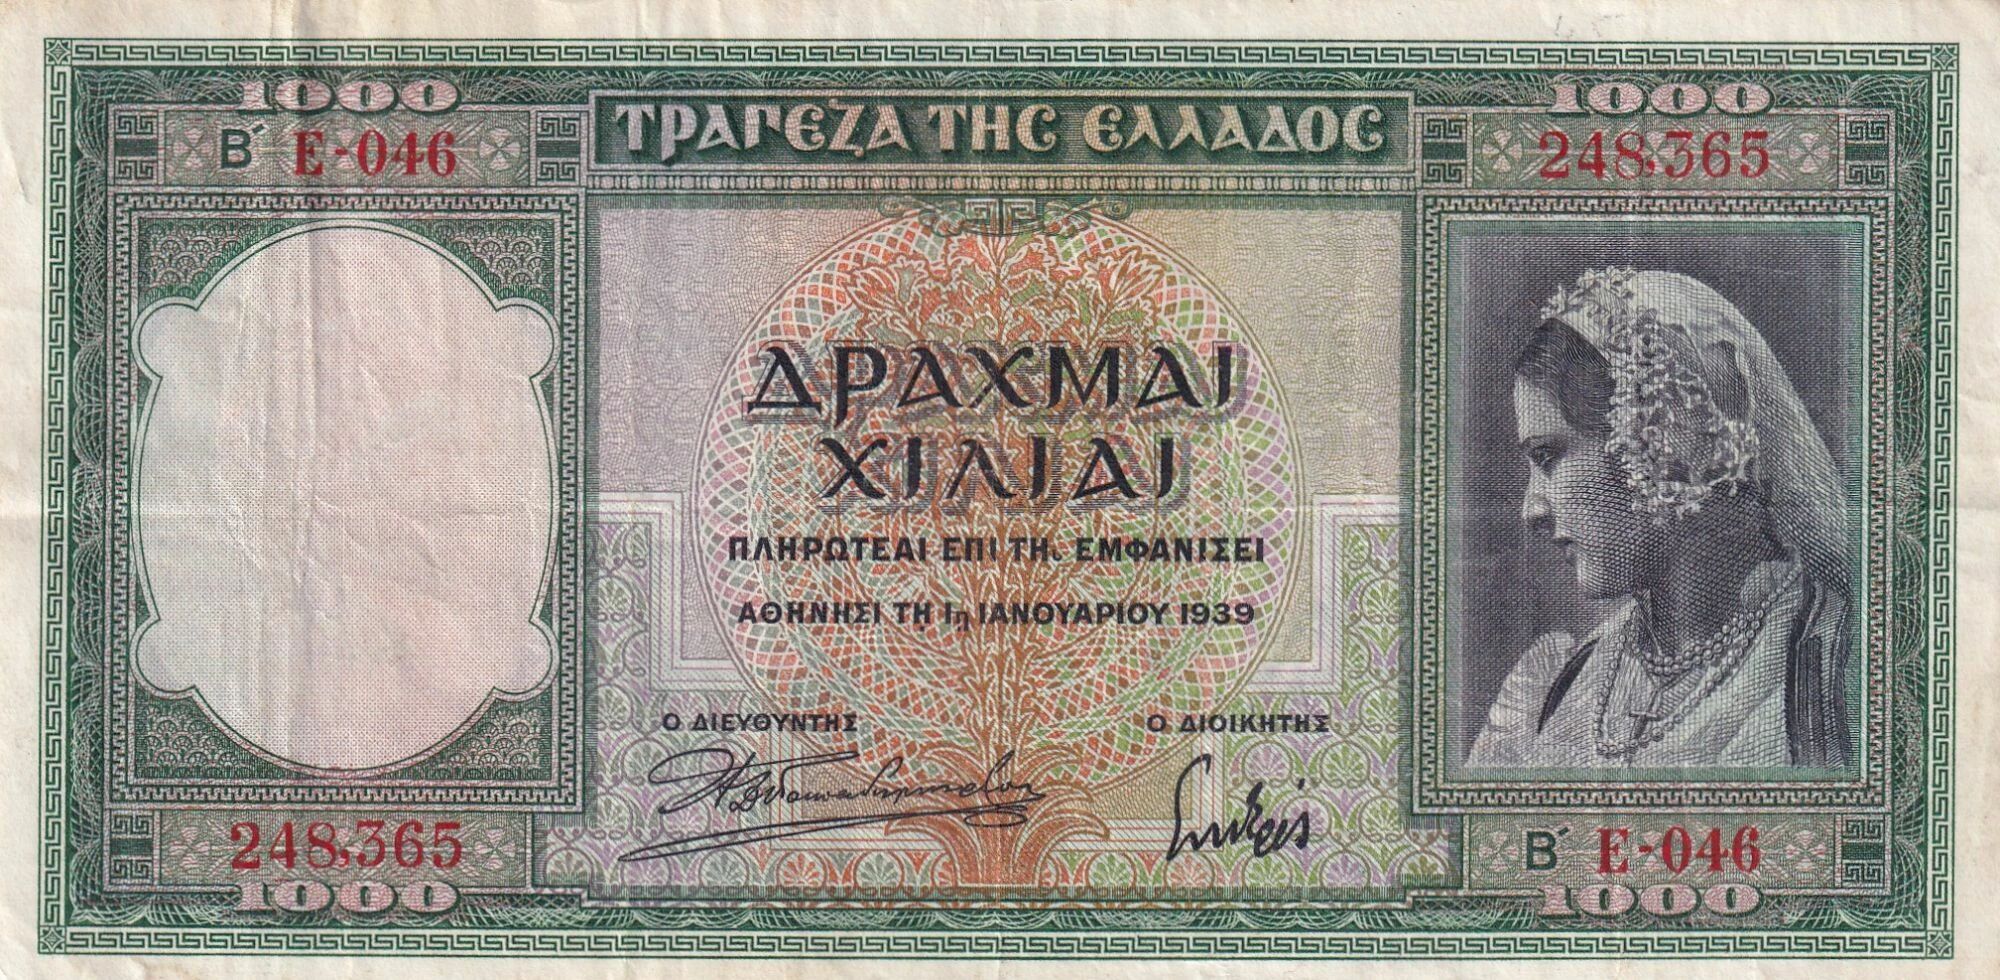 1000 1000
Β΄ Ε-046 ΤΡΑΠΕΖΑ ΤΗΣ ΕΛΛΑΔΟΣ 248,365
ΔΡΑΧΜΑΙ
ΧΙΛΙΑΙ
ΠΛΗΡΩΤΕΑΙ ΕΠΙ ΤΗι ΕΜΦΑΝΙΣΕΙ
ΑΘΗΝΗΣΙ ΤΗ 1η ΙΑΝΟΥΑΡΙΟΥ 1939
Ο ΔΙΕΥΘΥΝΤΗΣ Ο ΔΙΟΙΚΗΤΗΣ
248,365 Β΄ Ε-046
1000 1000